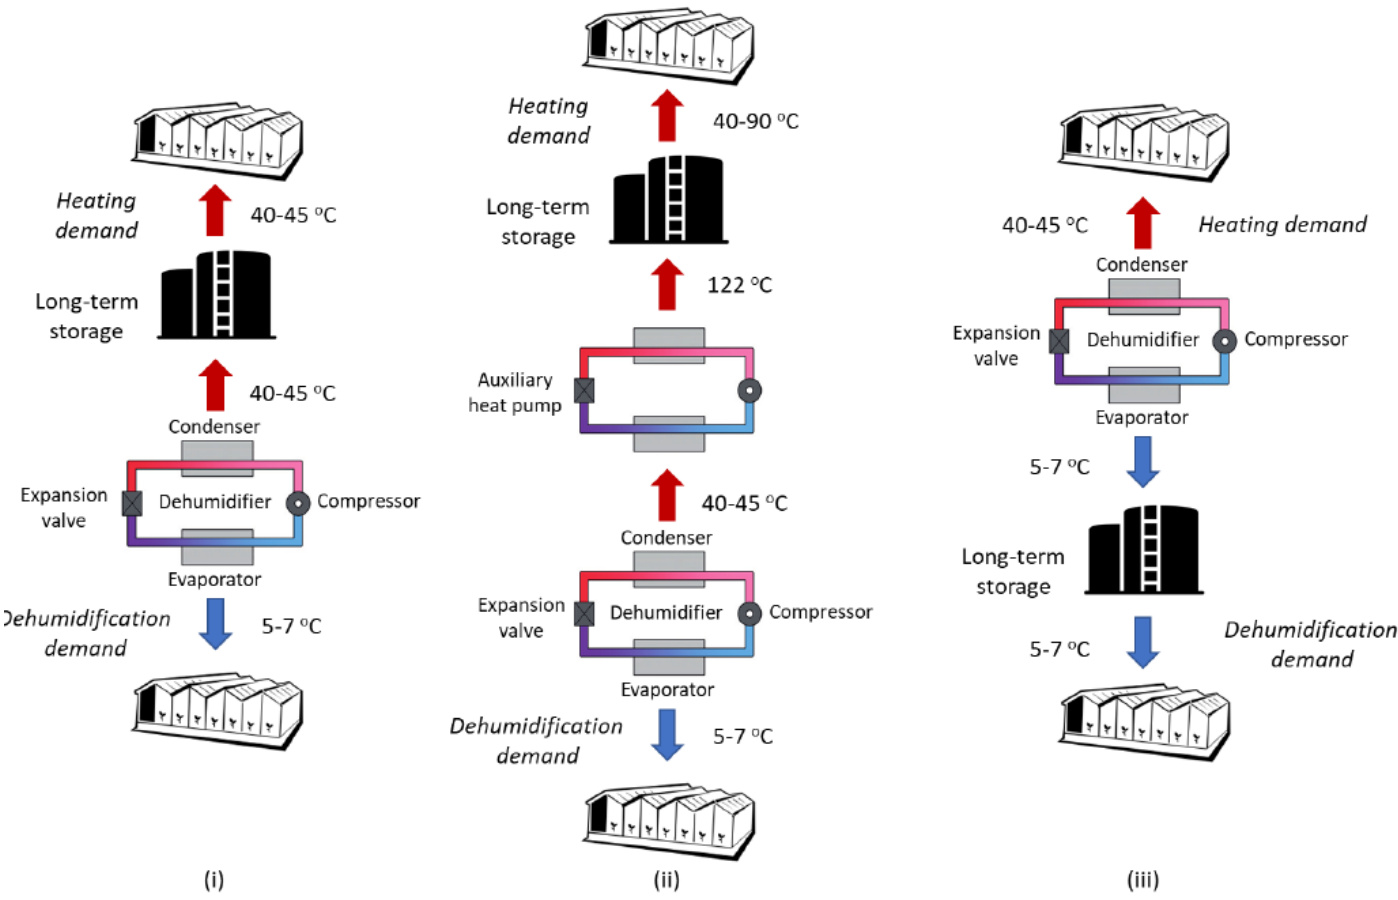 Heating
demand
40-45 °C
Long-term
storage
40-45 °C
Condenser
Expansion
valve
Dehumidifier
Compressor
Evaporator
Dehumidification
demand
5-7 °C
(i)
Heating
demand
40-90 °C
Long-term
storage
122 °C
Auxiliary
heat pump
40-45 °C
Condenser
Expansion
valve
Dehumidifier
Compressor
Evaporator
Dehumidification
demand
5-7 °C
(ii)
40-45 °C
Heating demand
Condenser
Expansion
valve
Dehumidifier
Compressor
Evaporator
5-7 °C
Long-term
storage
5-7 °C
Dehumidification
demand
(iii)